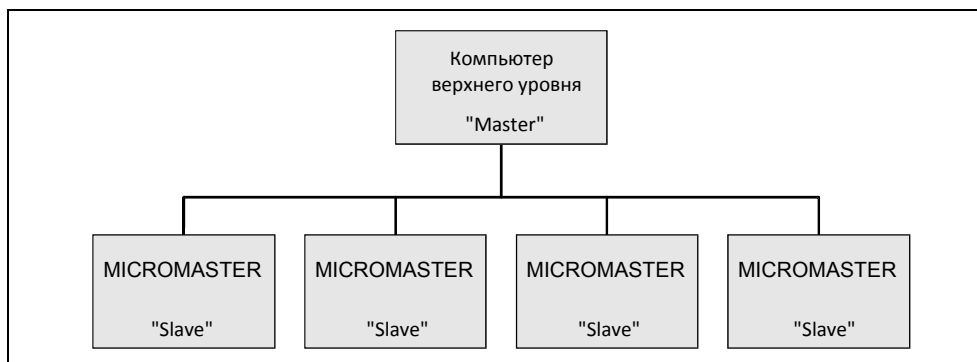 Компьютер
верхнего уровня
"Master"
MICROMASTER MICROMASTER MICROMASTER MICROMASTER
"Slave" "Slave" "Slave" "Slave"